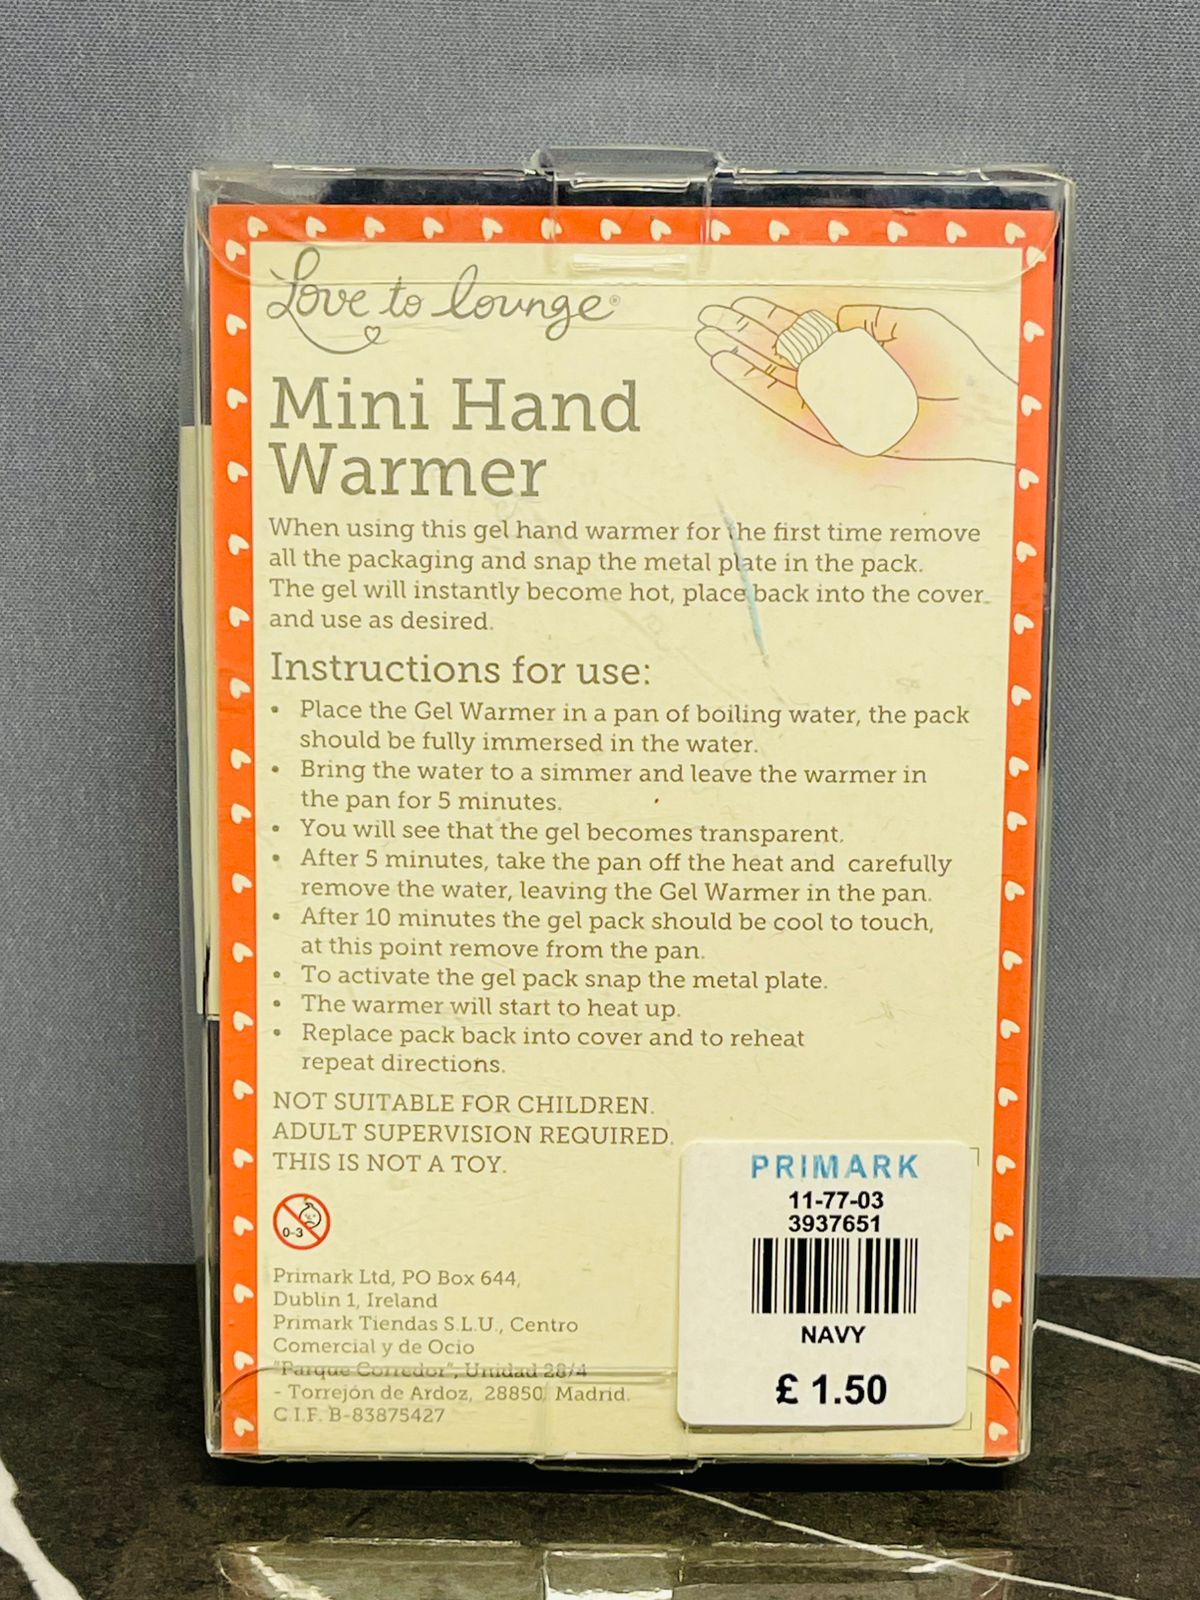 Love to lounge®
Mini Hand
Warmer
When using this gel hand warmer for the first time remove
all the packaging and snap the metal plate in the pack.
The gel will instantly become hot, place back into the cover
and use as desired.
Instructions for use:
• Place the Gel Warmer in a pan of boiling water, the pack
should be fully immersed in the water.
• Bring the water to a simmer and leave the warmer in
the pan for 5 minutes.
• You will see that the gel becomes transparent.
• After 5 minutes, take the pan off the heat and carefully
remove the water, leaving the Gel Warmer in the pan.
• After 10 minutes the gel pack should be cool to touch,
at this point remove from the pan.
• To activate the gel pack snap the metal plate.
• The warmer will start to heat up.
• Replace pack back into cover and to reheat
repeat directions.
NOT SUITABLE FOR CHILDREN.
ADULT SUPERVISION REQUIRED.
THIS IS NOT A TOY.
0-3
Primark Ltd, PO Box 644,
Dublin 1, Ireland
Primark Tiendas S.L.U., Centro
Comercial y de Ocio
"Parque Corredor", Unidad 28/4
- Torrejón de Ardoz, 28850, Madrid.
C.I.F. B-83875427
PRIMARK
11-77-03
3937651
NAVY
£ 1.50